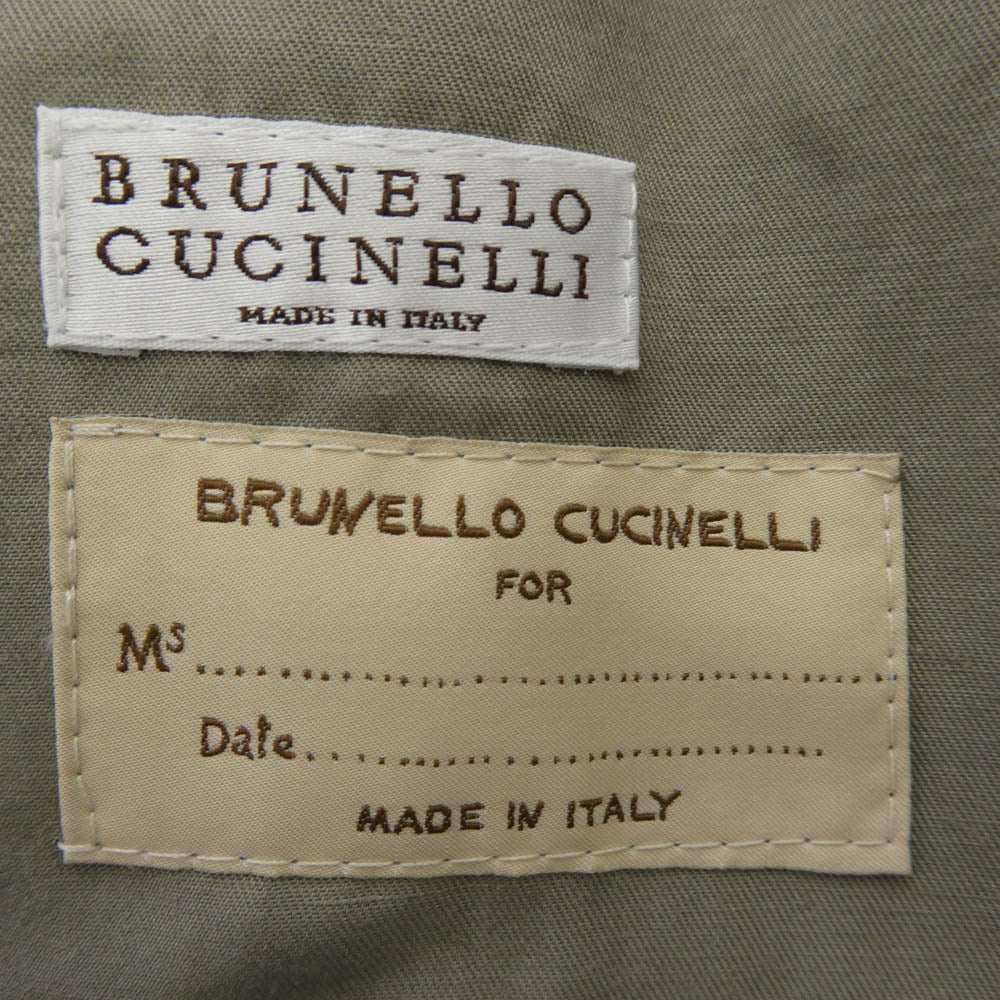 BRUNELLO
CUCINELLI
MADE IN ITALY
BRUNELLO CUCINELLI
FOR
Ms..................................................
Date........................................
MADE IN ITALY